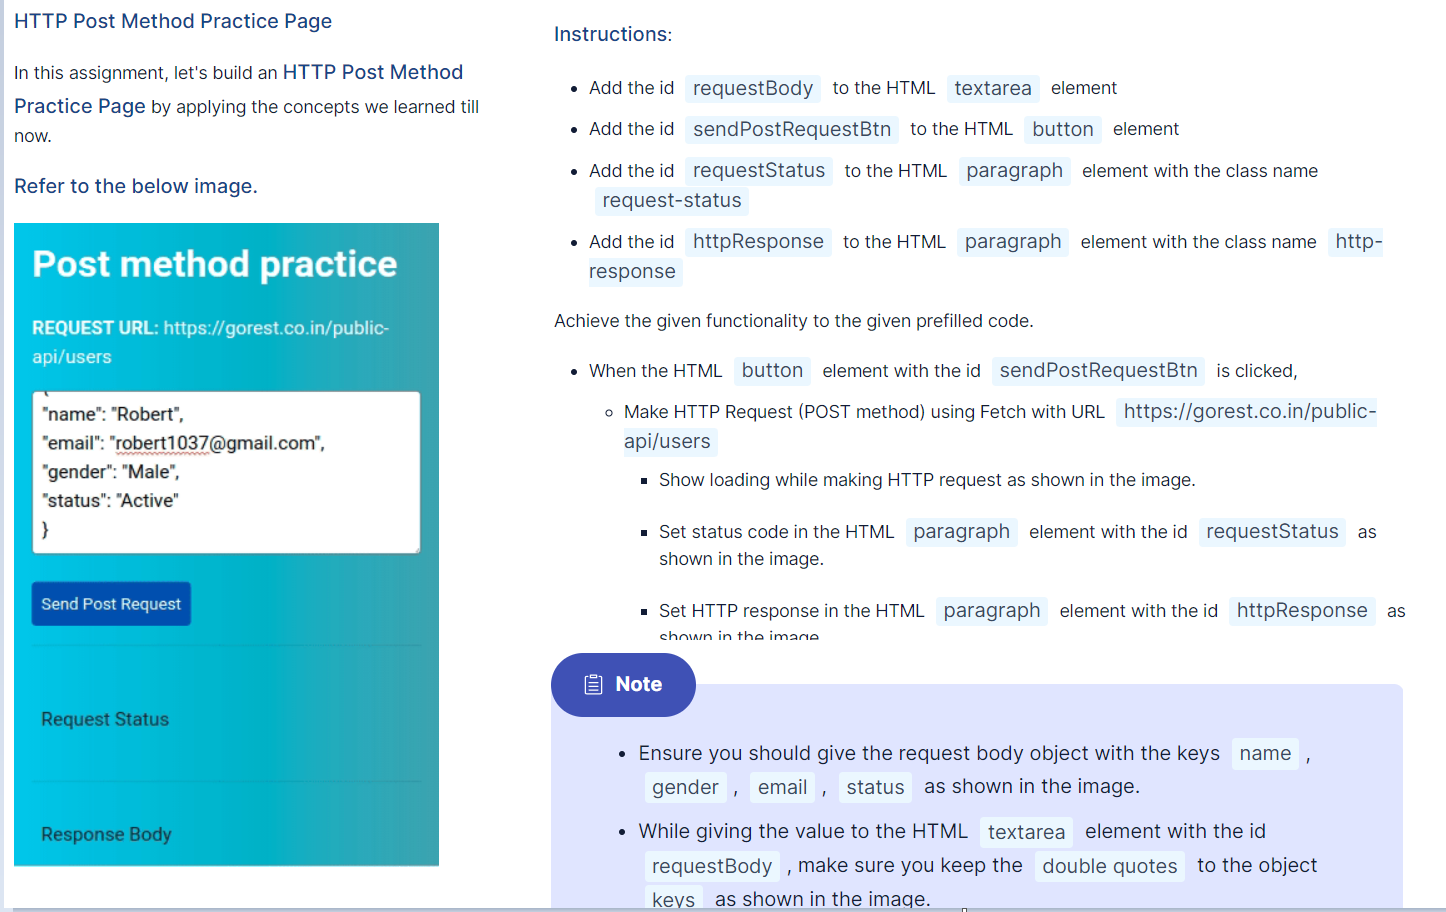 HTTP Post Method Practice Page
In this assignment, let's build an HTTP Post Method
Practice Page by applying the concepts we learned till
now.
Refer to the below image.
Post method practice
REQUEST URL: https://gorest.co.in/public-
api/users
{
"name": "Robert",
"email": "robert1037@gmail.com",
"gender": "Male",
"status": "Active"
}
Send Post Request
Request Status
Response Body
Instructions:
• Add the id requestBody to the HTML textarea element
• Add the id sendPostRequestBtn to the HTML button element
• Add the id requestStatus to the HTML paragraph element with the class name
request-status
• Add the id httpResponse to the HTML paragraph element with the class name http-
response
Achieve the given functionality to the given prefilled code.
• When the HTML button element with the id sendPostRequestBtn is clicked,
◦ Make HTTP Request (POST method) using Fetch with URL https://gorest.co.in/public-
api/users
▪ Show loading while making HTTP request as shown in the image.
▪ Set status code in the HTML paragraph element with the id requestStatus as
shown in the image.
▪ Set HTTP response in the HTML paragraph element with the id httpResponse as
shown in the image
Note
• Ensure you should give the request body object with the keys name ,
gender , email , status as shown in the image.
• While giving the value to the HTML textarea element with the id
requestBody , make sure you keep the double quotes to the object
keys as shown in the image.